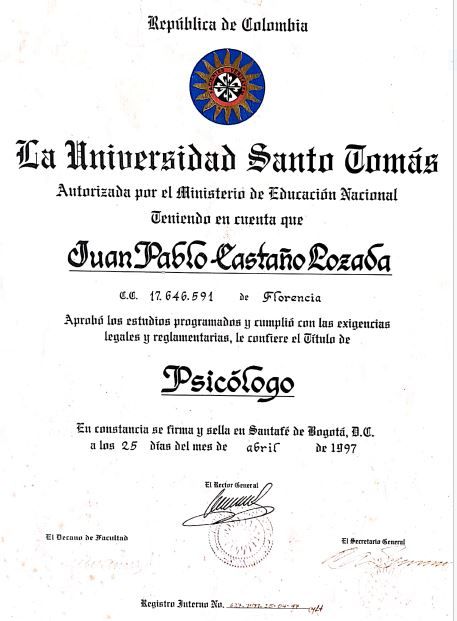 República de Colombia
La Universidad Santo Tomás
Autorizada por el Ministerio de Educación Nacional
Teniendo en cuenta que
Juan Pablo Castaño Lozada
C.C. 17.646.591 de Florencia
Aprobó los estudios programados y cumplió con las exigencias
legales y reglamentarias, le confiere el Título de
Psicólogo
En constancia se firma y sella en Santafé de Bogotá, D.C.
a los 25 días del mes de abril de 1997
El Rector General
El Decano de Facultad
El Secretario General
Registro Interno No.